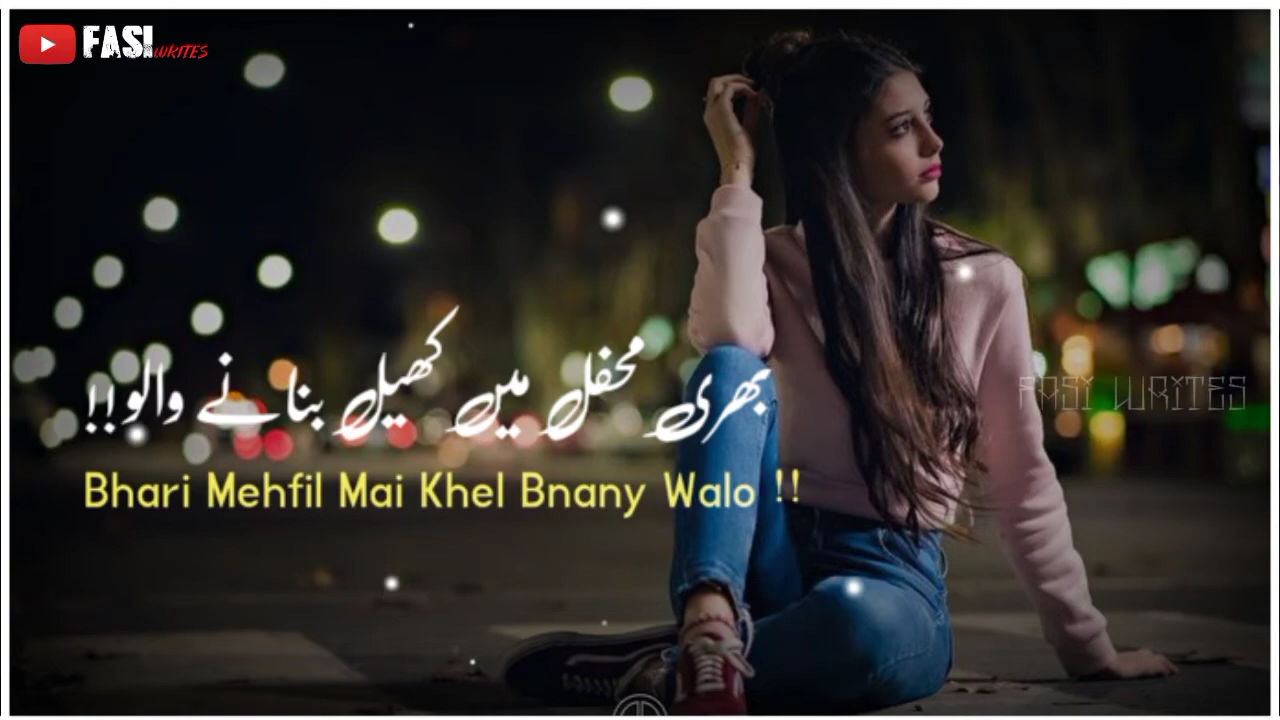 FASI WRITES
بھری محفل میں کھیل بنانے والو!!
FASI WRITES
Bhari Mehfil Mai Khel Bnany Walo !!